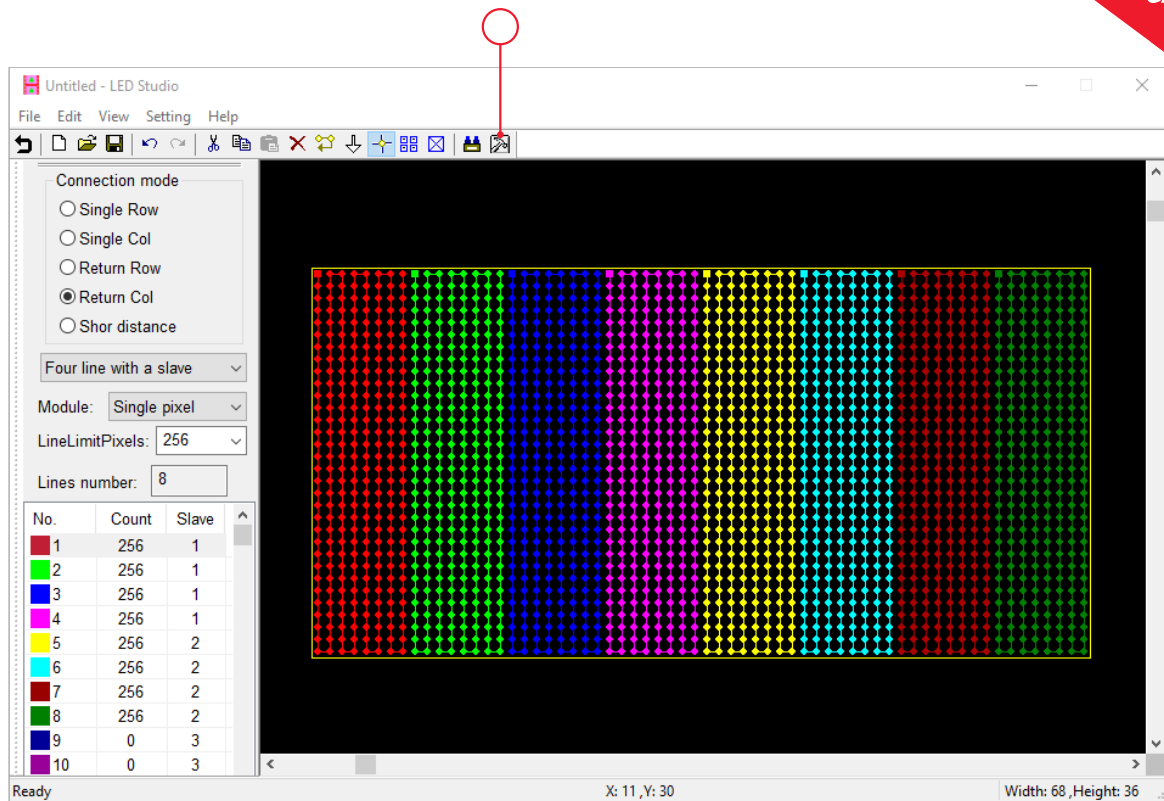 Untitled - LED Studio
File Edit View Setting Help
Connection mode
Single Row
Single Col
Return Row
Return Col
Shor distance
Four line with a slave
Module: Single pixel
LineLimitPixels: 256
Lines number: 8
No. Count Slave
1 256 1
2 256 1
3 256 1
4 256 1
5 256 2
6 256 2
7 256 2
8 256 2
9 0 3
10 0 3
Ready X: 11 ,Y: 30 Width: 68 ,Height: 36